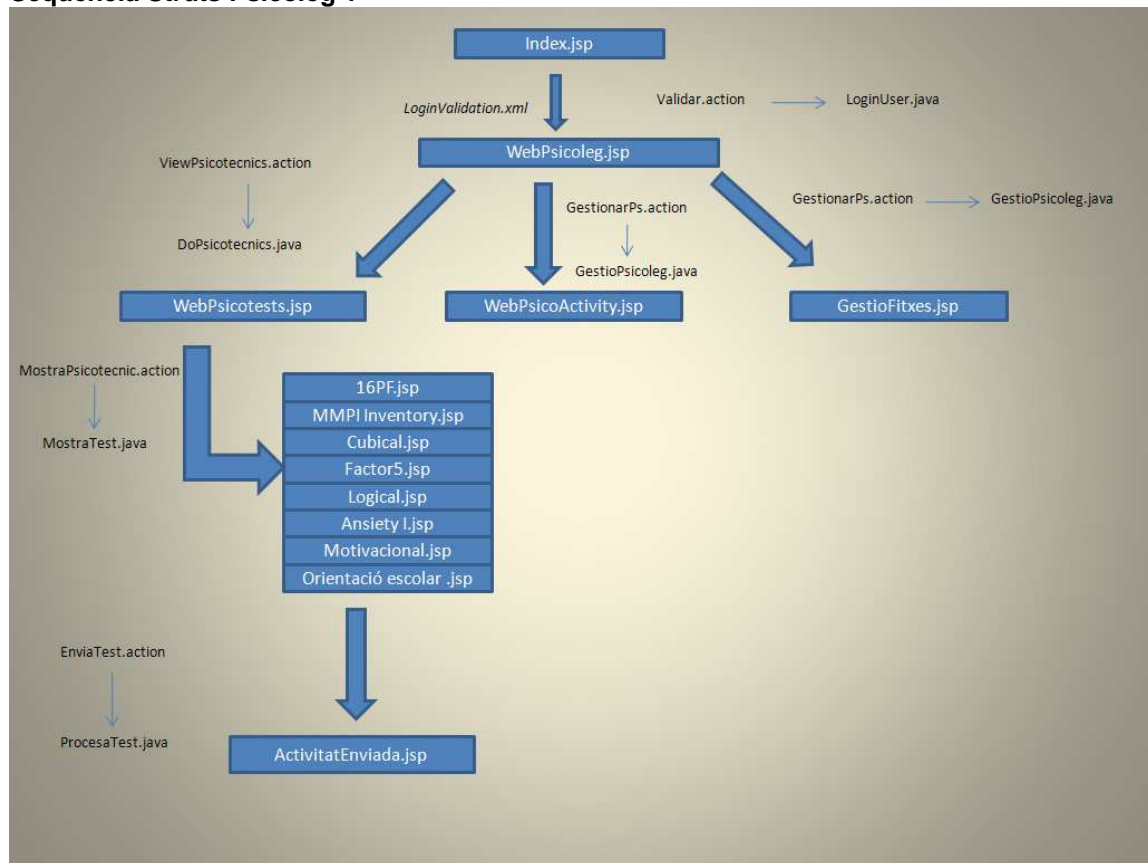 Index.jsp
LoginValidation.xml
Validar.action
LoginUser.java
WebPsicoleg.jsp
ViewPsicotecnics.action
DoPsicotecnics.java
GestionarPs.action
GestioPsicoleg.java
GestionarPs.action
GestioPsicoleg.java
WebPsicotests.jsp
WebPsicoActivity.jsp
GestioFitxes.jsp
MostraPsicotecnic.action
MostraTest.java
16PF.jsp
MMPI Inventory.jsp
Cubical.jsp
Factor5.jsp
Logical.jsp
Ansiety I.jsp
Motivacional.jsp
Orientació escolar .jsp
EnviaTest.action
ProcesaTest.java
ActivitatEnviada.jsp